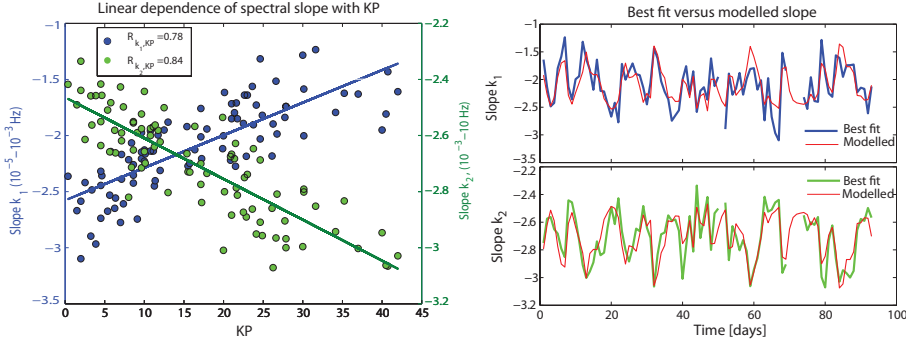 Linear dependence of spectral slope with KP
R k₁,KP =0.78
R k₂,KP =0.84
Slope k₁ (10⁻⁵−10⁻³ Hz)
−1
−1.5
−2
−2.5
−3
−3.5
0 5 10 15 20 25 30 35 40 45
KP
−2.2
−2.4
−2.6
−2.8
−3
−3.2
Slope k₂, (10⁻³−10 Hz)
Best fit versus modelled slope
Slope k₁
−1
−1.5
−2
−2.5
−3
−3.5
Best fit
Modelled
Slope k₂
−2.2
−2.4
−2.6
−2.8
−3
−3.2
Best fit
Modelled
0 20 40 60 80 100
Time [days]